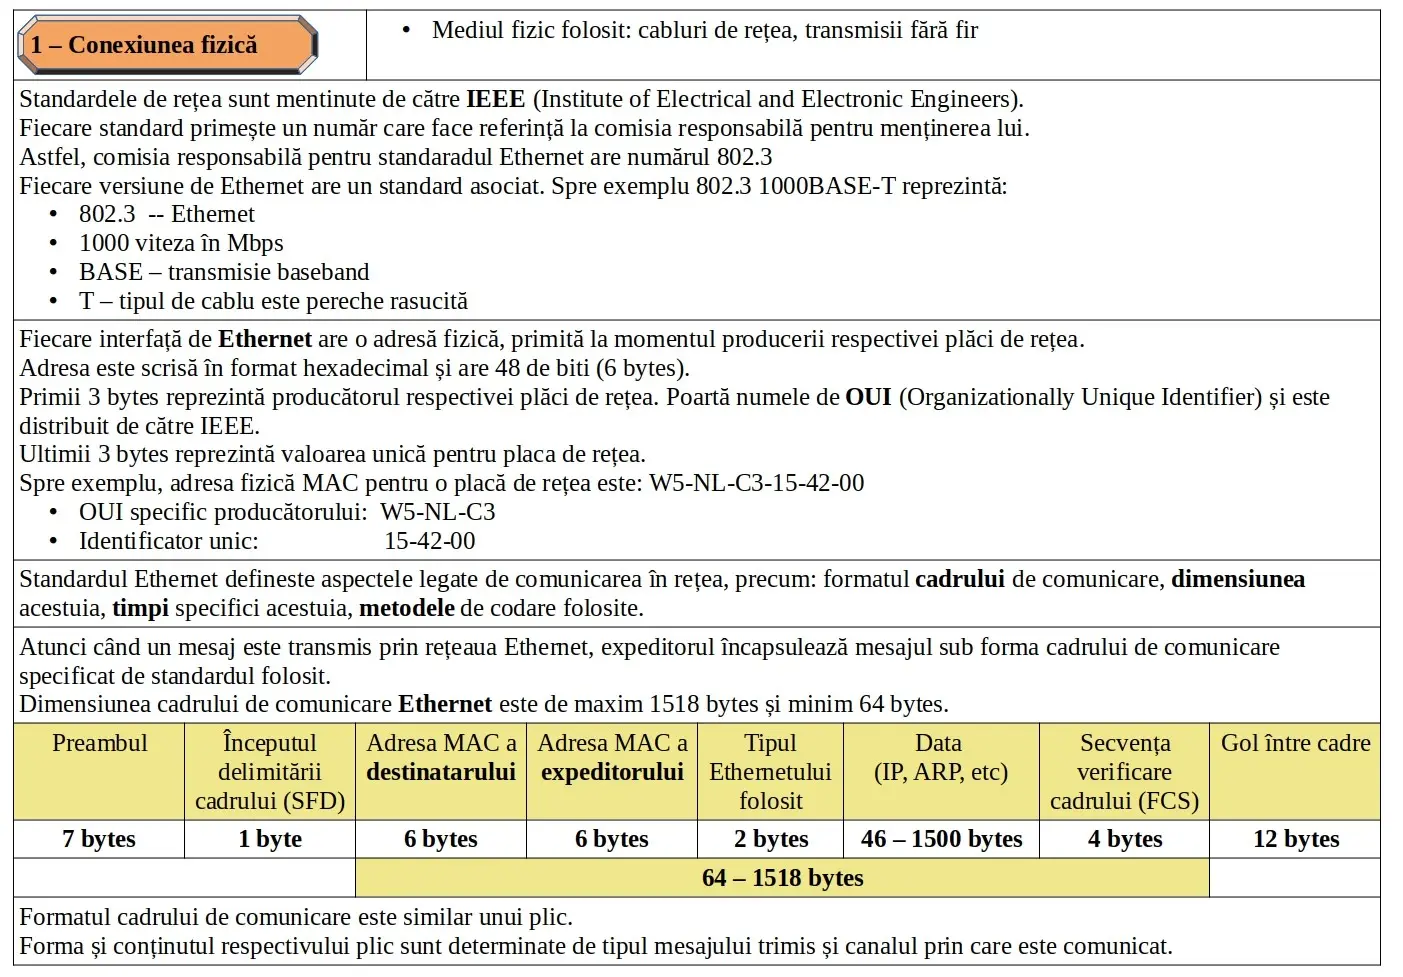 1 – Conexiunea fizică
• Mediul fizic folosit: cabluri de rețea, transmisii fără fir
Standardele de rețea sunt mentinute de către IEEE (Institute of Electrical and Electronic Engineers).
Fiecare standard primește un număr care face referință la comisia responsabilă pentru menținerea lui.
Astfel, comisia responsabilă pentru standaradul Ethernet are numărul 802.3
Fiecare versiune de Ethernet are un standard asociat. Spre exemplu 802.3 1000BASE-T reprezintă:
• 802.3 -- Ethernet
• 1000 viteza în Mbps
• BASE – transmisie baseband
• T – tipul de cablu este pereche rasucită
Fiecare interfață de Ethernet are o adresă fizică, primită la momentul producerii respectivei plăci de rețea.
Adresa este scrisă în format hexadecimal și are 48 de biti (6 bytes).
Primii 3 bytes reprezintă producătorul respectivei plăci de rețea. Poartă numele de OUI (Organizationally Unique Identifier) și este
distribuit de către IEEE.
Ultimii 3 bytes reprezintă valoarea unică pentru placa de rețea.
Spre exemplu, adresa fizică MAC pentru o placă de rețea este: W5-NL-C3-15-42-00
• OUI specific producătorului: W5-NL-C3
• Identificator unic: 15-42-00
Standardul Ethernet defineste aspectele legate de comunicarea în rețea, precum: formatul cadrului de comunicare, dimensiunea
acestuia, timpi specifici acestuia, metodele de codare folosite.
Atunci când un mesaj este transmis prin rețeaua Ethernet, expeditorul încapsulează mesajul sub forma cadrului de comunicare
specificat de standardul folosit.
Dimensiunea cadrului de comunicare Ethernet este de maxim 1518 bytes și minim 64 bytes.
Preambul
Începutul
delimitării
cadrului (SFD)
Adresa MAC a
destinatarului
Adresa MAC a
expeditorului
Tipul
Ethernetului
folosit
Data
(IP, ARP, etc)
Secvența
verificare
cadrului (FCS)
Gol între cadre
7 bytes
1 byte
6 bytes
6 bytes
2 bytes
46 – 1500 bytes
4 bytes
12 bytes
64 – 1518 bytes
Formatul cadrului de comunicare este similar unui plic.
Forma și conținutul respectivului plic sunt determinate de tipul mesajului trimis și canalul prin care este comunicat.